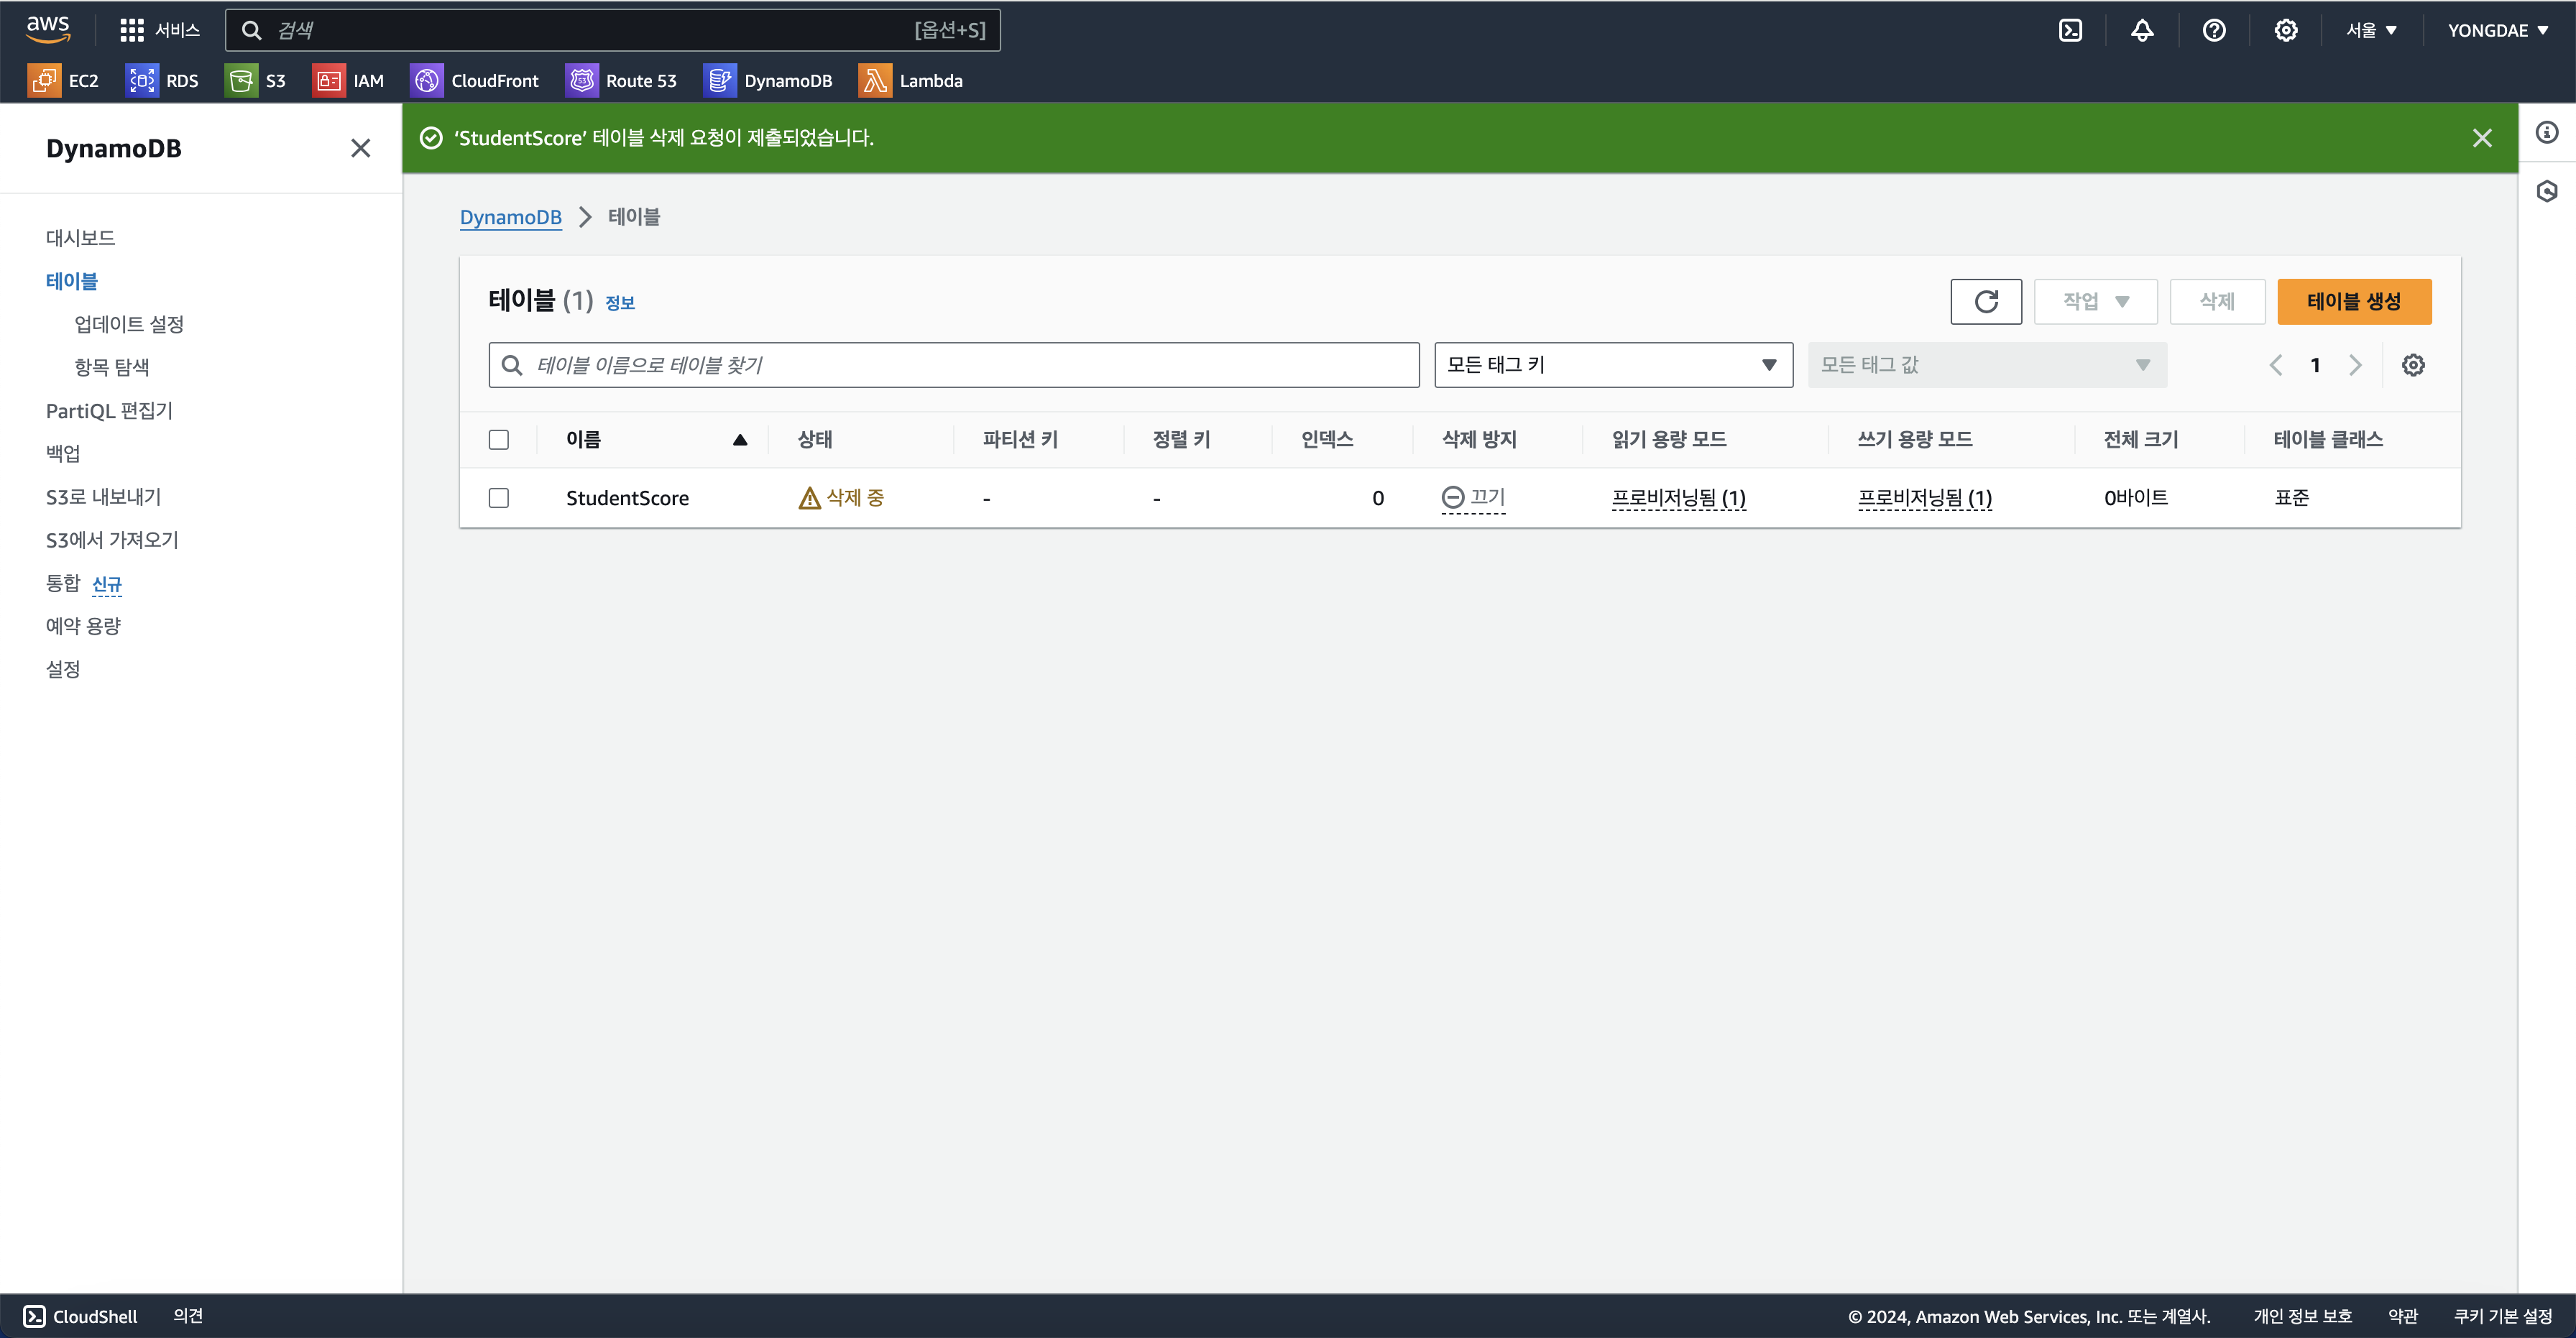 aws 서비스 검색 [옵션+S] 서울 YONGDAE
EC2 RDS S3 IAM CloudFront Route 53 DynamoDB Lambda
DynamoDB
대시보드
테이블
업데이트 설정
항목 탐색
PartiQL 편집기
백업
S3로 내보내기
S3에서 가져오기
통합 신규
예약 용량
설정
‘StudentScore’ 테이블 삭제 요청이 제출되었습니다.
DynamoDB 테이블
테이블 (1) 정보 작업 삭제 테이블 생성
테이블 이름으로 테이블 찾기 모든 태그 키 모든 태그 값 1
이름 상태 파티션 키 정렬 키 인덱스 삭제 방지 읽기 용량 모드 쓰기 용량 모드 전체 크기 테이블 클래스
StudentScore 삭제 중 - - 0 끄기 프로비저닝됨 (1) 프로비저닝됨 (1) 0바이트 표준
CloudShell 의견 © 2024, Amazon Web Services, Inc. 또는 계열사. 개인 정보 보호 약관 쿠키 기본 설정